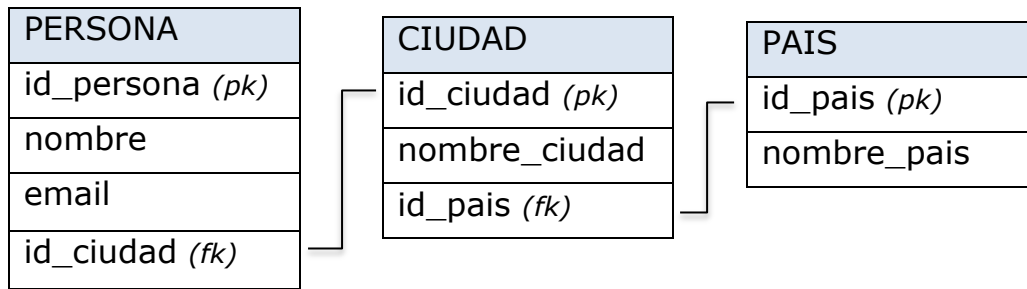 PERSONA
id_persona (pk)
nombre
email
id_ciudad (fk)
CIUDAD
id_ciudad (pk)
nombre_ciudad
id_pais (fk)
PAIS
id_pais (pk)
nombre_pais